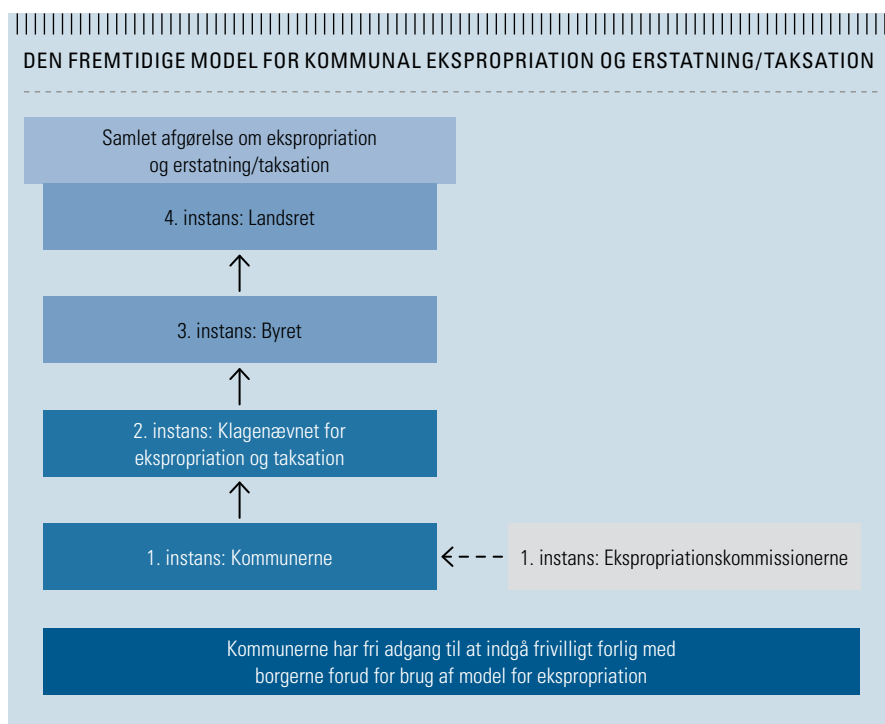 DEN FREMTIDIGE MODEL FOR KOMMUNAL EKSPROPRIATION OG ERSTATNING/TAKSATION
Samlet afgørelse om ekspropriation
og erstatning/taksation
4. instans: Landsret
3. instans: Byret
2. instans: Klagenævnet for
ekspropriation og taksation
1. instans: Kommunerne
1. instans: Ekspropriationskommissionerne
Kommunerne har fri adgang til at indgå frivilligt forlig med
borgerne forud for brug af model for ekspropriation